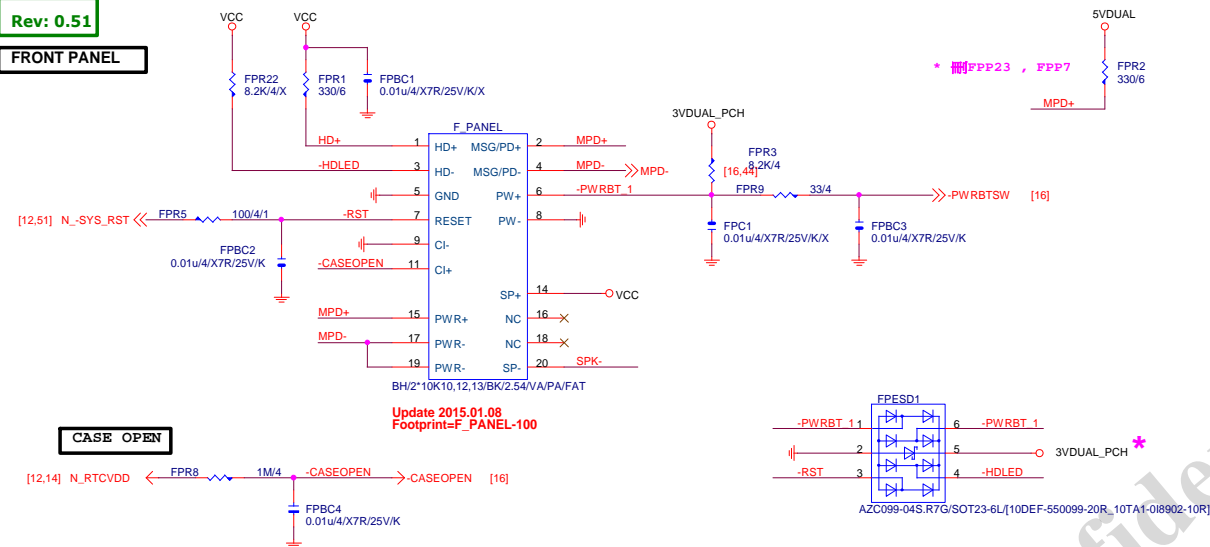 Rev: 0.51
FRONT PANEL
VCC
VCC
FPR22
8.2K/4/X
FPR1
330/6
FPBC1
0.01u/4/X7R/25V/K/X
5VDUAL
FPR2
330/6
MPD+
* 刪FPP23 , FPP7
3VDUAL_PCH
FPR3
8.2K/4
F_PANEL
HD+
1
HD+
MSG/PD+
2
MPD+
-HDLED
3
HD-
MSG/PD-
4
MPD-
MPD-
[16,44]
5
GND
PW+
6
-PWRBT_1
FPR9
33/4
-PWRBTSW
[16]
[12,51]
N_-SYS_RST
FPR5
100/4/1
-RST
7
RESET
PW-
8
FPBC2
0.01u/4/X7R/25V/K
9
CI-
-CASEOPEN
11
CI+
FPC1
0.01u/4/X7R/25V/K/X
FPBC3
0.01u/4/X7R/25V/K
SP+
14
VCC
MPD+
15
PWR+
NC
16
MPD-
17
PWR-
NC
18
19
PWR-
SP-
20
SPK-
BH/2*10K10,12,13/BK/2.54/VA/PA/FAT
Update 2015.01.08
Footprint=F_PANEL-100
CASE OPEN
[12,14]
N_RTCVDD
FPR8
1M/4
-CASEOPEN
-CASEOPEN
[16]
FPBC4
0.01u/4/X7R/25V/K
FPESD1
-PWRBT_1
1
6
-PWRBT_1
2
5
3VDUAL_PCH
*
-RST
3
4
-HDLED
AZC099-04S.R7G/SOT23-6L/[10DEF-550099-20R_10TA1-0I8902-10R]